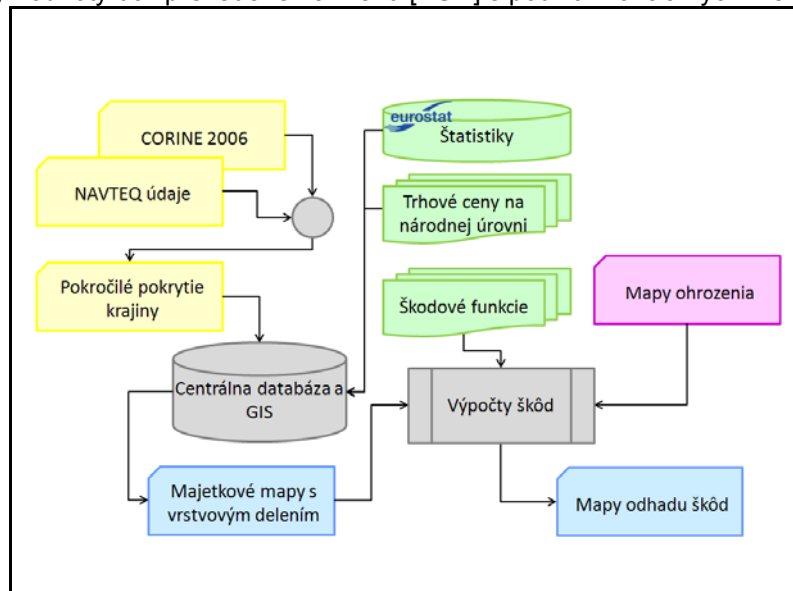 CORINE 2006
NAVTEQ údaje
Pokročilé pokrytie
krajiny
Centrálna databáza a
GIS
Majetkové mapy s
vrstvovým delením
eurostat
Štatistiky
Trhové ceny na
národnej úrovni
Škodové funkcie
Mapy ohrozenia
Výpočty škôd
Mapy odhadu škôd